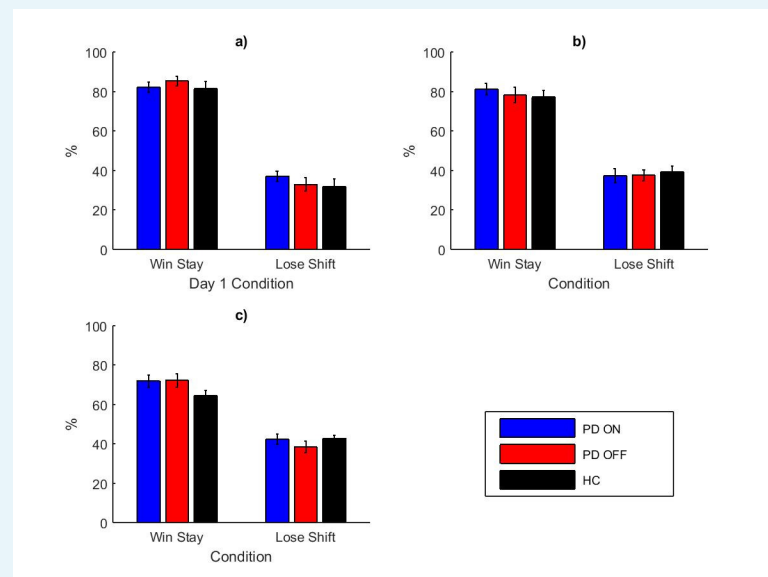 a)
100
80
60
40
20
0
%
Win Stay
Lose Shift
Day 1 Condition
b)
100
80
60
40
20
0
%
Win Stay
Lose Shift
Condition
c)
100
80
60
40
20
0
%
Win Stay
Lose Shift
Condition
PD ON
PD OFF
HC